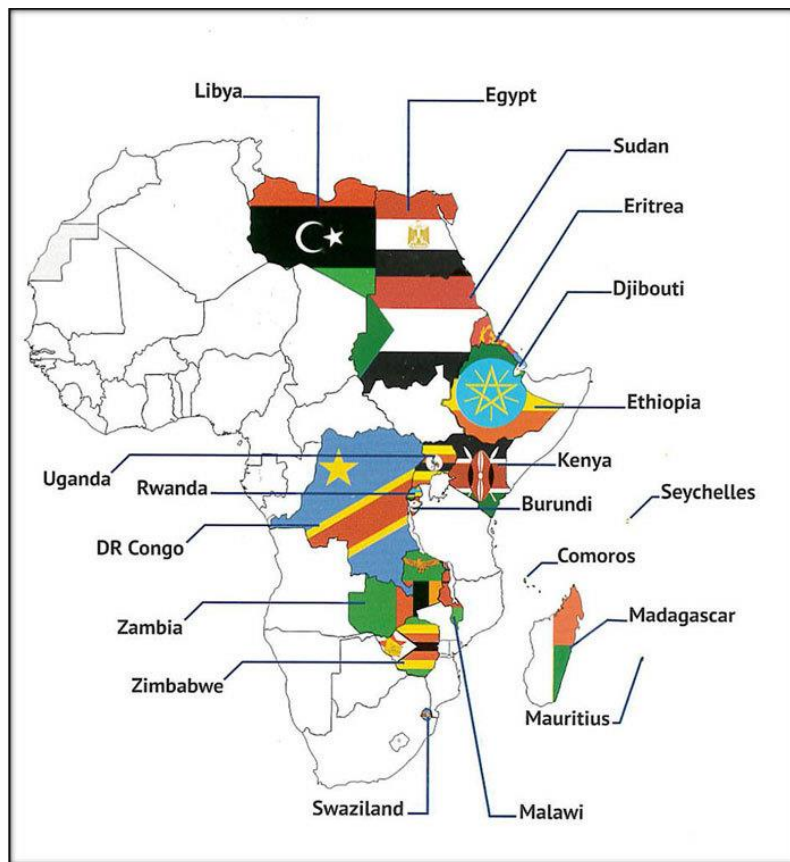 Libya
Egypt
Sudan
Eritrea
Djibouti
Ethiopia
Kenya
Uganda
Rwanda
Burundi
Seychelles
DR Congo
Comoros
Zambia
Madagascar
Zimbabwe
Mauritius
Swaziland
Malawi